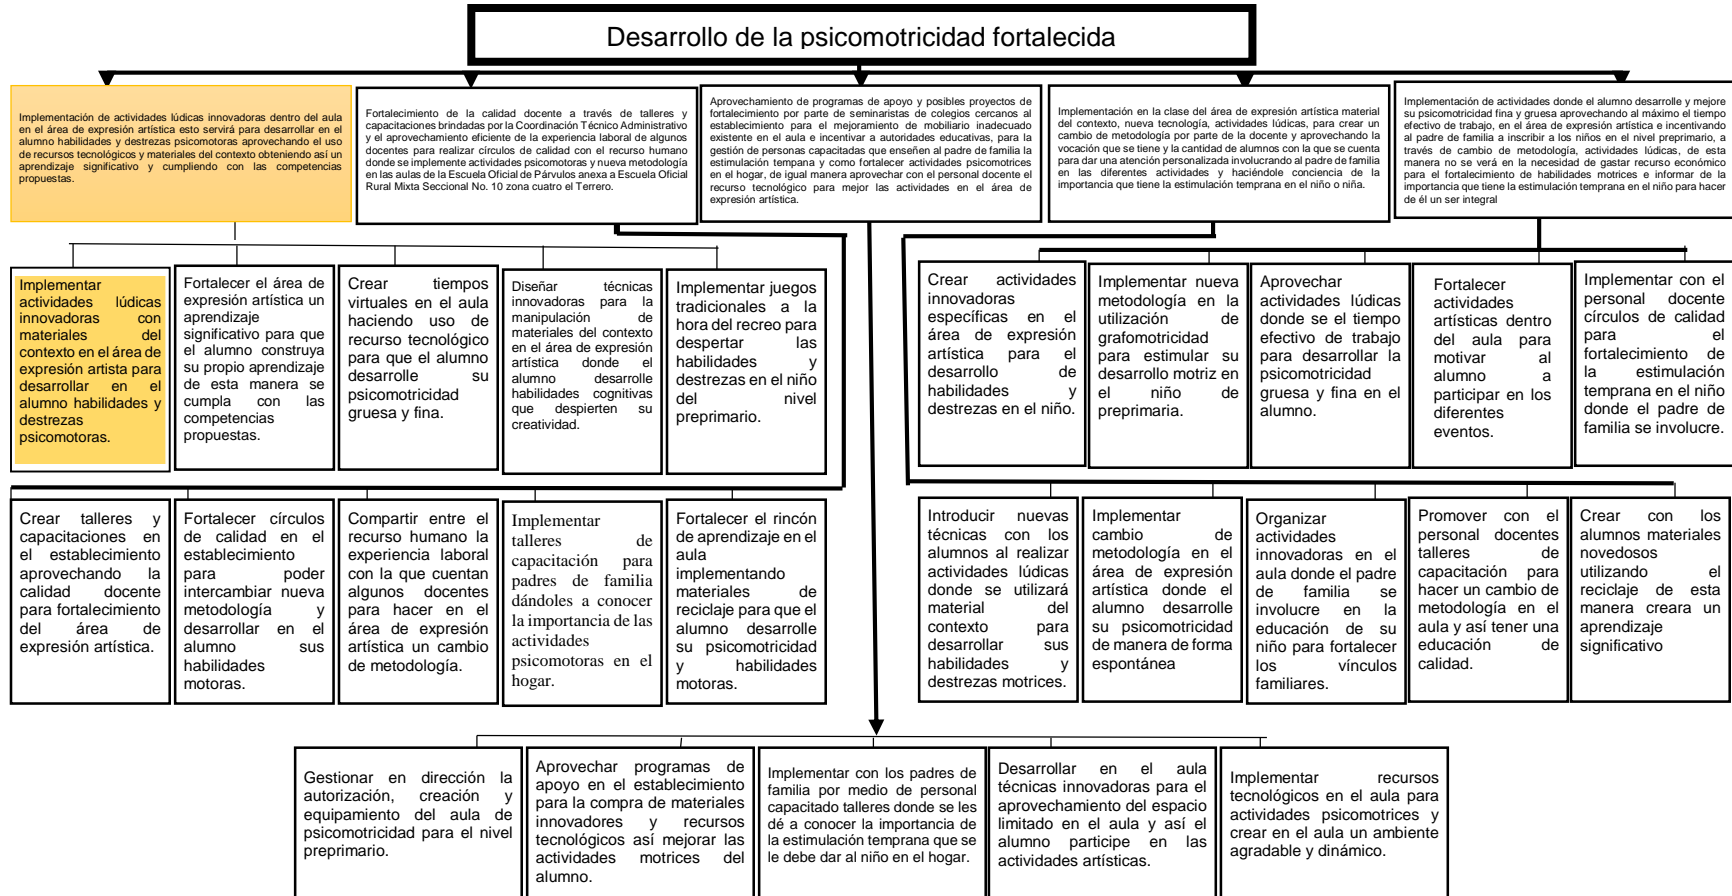 Desarrollo de la psicomotricidad fortalecida
Implementación de actividades lúdicas innovadoras dentro del aula
en el área de expresión artística esto servirá para desarrollar en el
alumno habilidades y destrezas psicomotoras aprovechando el uso
de recursos tecnológicos y materiales del contexto obteniendo así un
aprendizaje significativo y cumpliendo con las competencias
propuestas.
Fortalecimiento de la calidad docente a través de talleres y
capacitaciones brindadas por la Coordinación Técnico Administrativo
y el aprovechamiento eficiente de la experiencia laboral de algunos
docentes para realizar círculos de calidad con el recurso humano
donde se implemente actividades psicomotoras y nueva metodología
en las aulas de la Escuela Oficial de Párvulos anexa a Escuela Oficial
Rural Mixta Seccional No. 10 zona cuatro el Terrero.
Aprovechamiento de programas de apoyo y posibles proyectos de
fortalecimiento por parte de seminaristas de colegios cercanos al
establecimiento para el mejoramiento de mobiliario inadecuado
existente en el aula e incentivar a autoridades educativas, para la
gestión de personas capacitadas que enseñen al padre de familia la
estimulación tempana y como fortalecer actividades psicomotrices
en el hogar, de igual manera aprovechar con el personal docente el
recurso tecnológico para mejor las actividades en el área de
expresión artística.
Implementación en la clase del área de expresión artística material
del contexto, nueva tecnología, actividades lúdicas, para crear un
cambio de metodología por parte de la docente y aprovechando la
vocación que se tiene y la cantidad de alumnos con la que se cuenta
para dar una atención personalizada involucrando al padre de familia
en las diferentes actividades y haciéndole conciencia de la
importancia que tiene la estimulación temprana en el niño o niña.
Implementación de actividades donde el alumno desarrolle y mejore
su psicomotricidad fina y gruesa aprovechando al máximo el tiempo
efectivo de trabajo, en el área de expresión artística e incentivando
al padre de familia a inscribir a los niños en el nivel preprimario, a
través de cambio de metodología, actividades lúdicas, de esta
manera no se verá en la necesidad de gastar recurso económico
para el fortalecimiento de habilidades motrices e informar de la
importancia que tiene la estimulación temprana en el niño para hacer
de él un ser integral
Implementar
actividades lúdicas
innovadoras con
materiales del
contexto en el área de
expresión artista para
desarrollar en el
alumno habilidades y
destrezas
psicomotoras.
Fortalecer el área de
expresión artística un
aprendizaje
significativo para que
el alumno construya
su propio aprendizaje
de esta manera se
cumpla con las
competencias
propuestas.
Crear tiempos
virtuales en el aula
haciendo uso de
recurso tecnológico
para que el alumno
desarrolle su
psicomotricidad
gruesa y fina.
Diseñar técnicas
innovadoras para la
manipulación de
materiales del contexto
en el área de expresión
artística donde el
alumno desarrolle
habilidades cognitivas
que despierten su
creatividad.
Implementar juegos
tradicionales a la
hora del recreo para
despertar las
habilidades y
destrezas en el niño
del nivel
preprimario.
Crear actividades
innovadoras
específicas en el
área de expresión
artística para el
desarrollo de
habilidades y
destrezas en el niño.
Implementar nueva
metodología en la
utilización de
grafomotricidad
para estimular su
desarrollo motriz en
el niño de
preprimaria.
Aprovechar
actividades lúdicas
donde se el tiempo
efectivo de trabajo
para desarrollar la
psicomotricidad
gruesa y fina en el
alumno.
Fortalecer
actividades
artísticas dentro
del aula para
motivar al
alumno a
participar en los
diferentes
eventos.
Implementar con el
personal docente
círculos de calidad
para el
fortalecimiento de
la estimulación
temprana en el niño
donde el padre de
familia se involucre.
Crear talleres y
capacitaciones en
el establecimiento
aprovechando la
calidad docente
para fortalecimiento
del área de
expresión artística.
Fortalecer círculos
de calidad en el
establecimiento
para poder
intercambiar nueva
metodología y
desarrollar en el
alumno sus
habilidades
motoras.
Compartir entre el
recurso humano la
experiencia laboral
con la que cuentan
algunos docentes
para hacer en el
área de expresión
artística un cambio
de metodología.
Implementar
talleres de
capacitación para
padres de familia
dándoles a conocer
la importancia de las
actividades
psicomotoras en el
hogar.
Fortalecer el rincón
de aprendizaje en el
aula
implementando
materiales de
reciclaje para que el
alumno desarrolle
su psicomotricidad
y habilidades
motoras.
Introducir nuevas
técnicas con los
alumnos al realizar
actividades lúdicas
donde se utilizará
material del
contexto para
desarrollar sus
habilidades y
destrezas motrices.
Implementar
cambio de
metodología en el
área de expresión
artística donde el
alumno desarrolle
su psicomotricidad
de manera de forma
espontánea
Organizar
actividades
innovadoras en el
aula donde el padre
de familia se
involucre en la
educación de su
niño para fortalecer
los vínculos
familiares.
Promover con el
personal docentes
talleres de
capacitación para
hacer un cambio de
metodología en el
aula y así tener una
educación de
calidad.
Crear con los
alumnos materiales
novedosos
utilizando el
reciclaje de esta
manera creara un
aprendizaje
significativo
Gestionar en dirección la
autorización, creación y
equipamiento del aula de
psicomotricidad para el nivel
preprimario.
Aprovechar programas de
apoyo en el establecimiento
para la compra de materiales
innovadores y recursos
tecnológicos así mejorar las
actividades motrices del
alumno.
Implementar con los padres de
familia por medio de personal
capacitado talleres donde se les
dé a conocer la importancia de
la estimulación temprana que se
le debe dar al niño en el hogar.
Desarrollar en el aula
técnicas innovadoras para el
aprovechamiento del espacio
limitado en el aula y así el
alumno participe en las
actividades artísticas.
Implementar recursos
tecnológicos en el aula para
actividades psicomotrices y
crear en el aula un ambiente
agradable y dinámico.